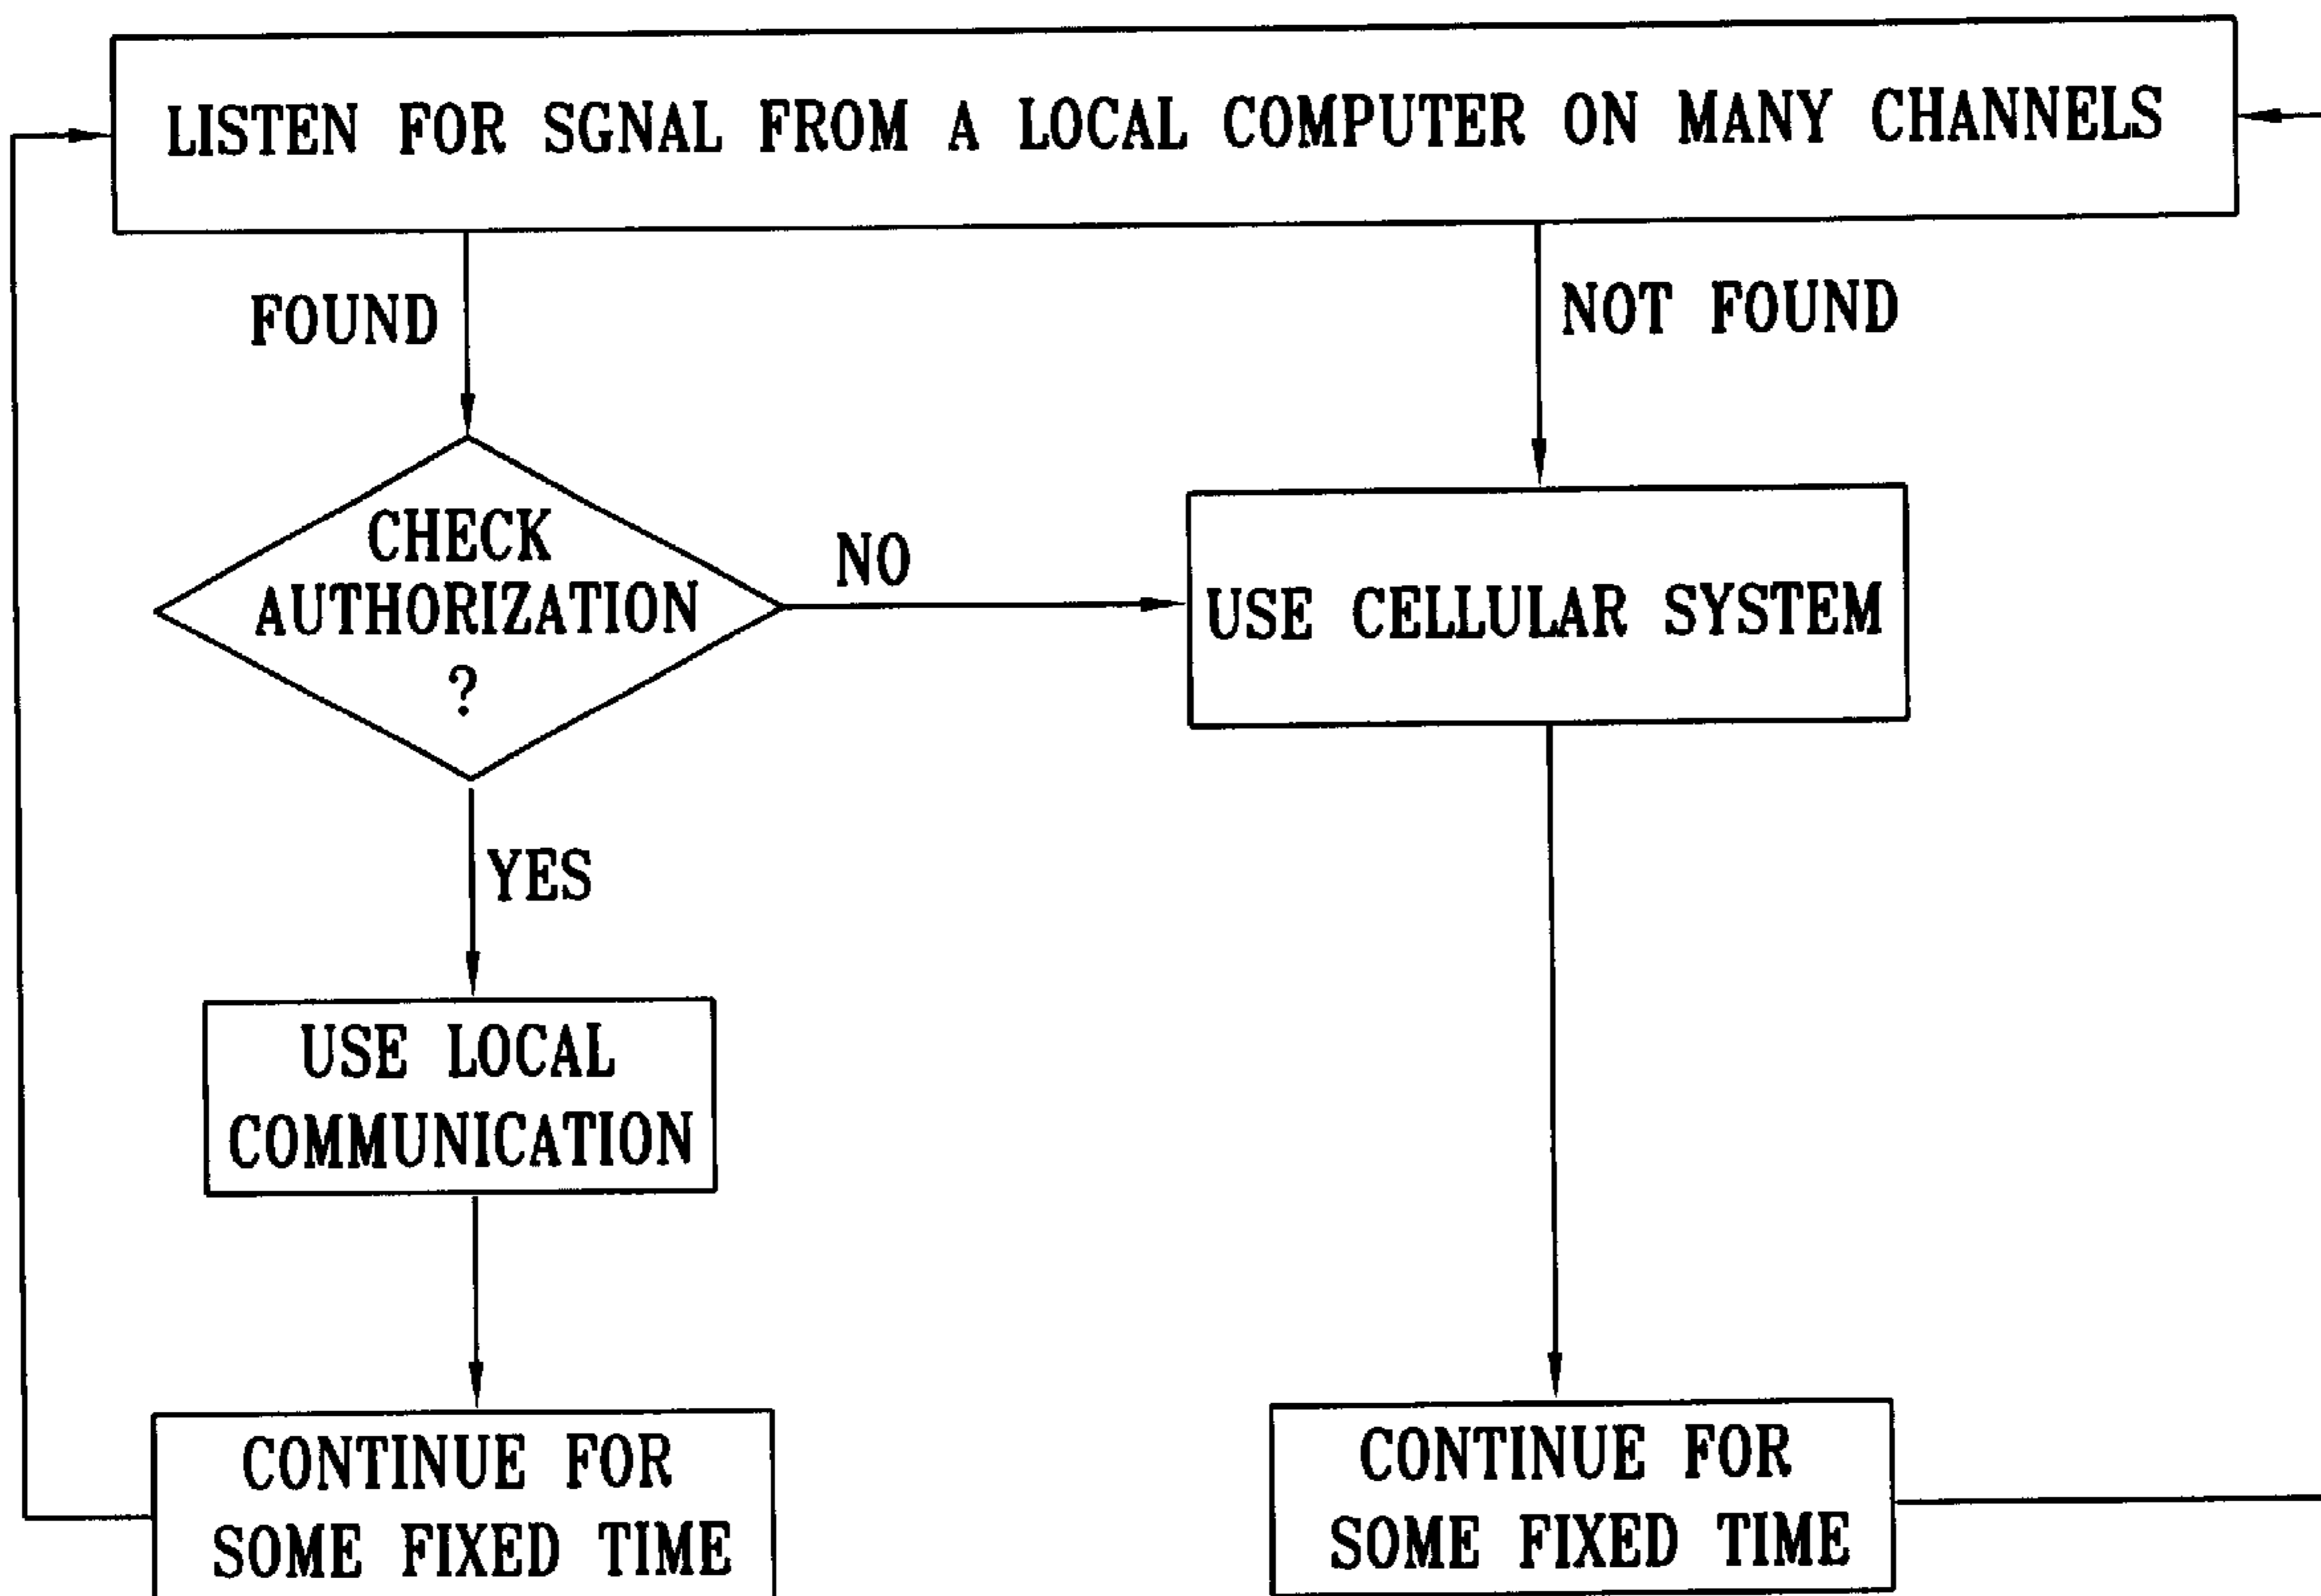 LISTEN FOR SGNAL FROM A LOCAL COMPUTER ON MANY CHANNELS
FOUND
NOT FOUND
CHECK
AUTHORIZATION
?
NO
USE CELLULAR SYSTEM
YES
USE LOCAL
COMMUNICATION
CONTINUE FOR
SOME FIXED TIME
CONTINUE FOR
SOME FIXED TIME